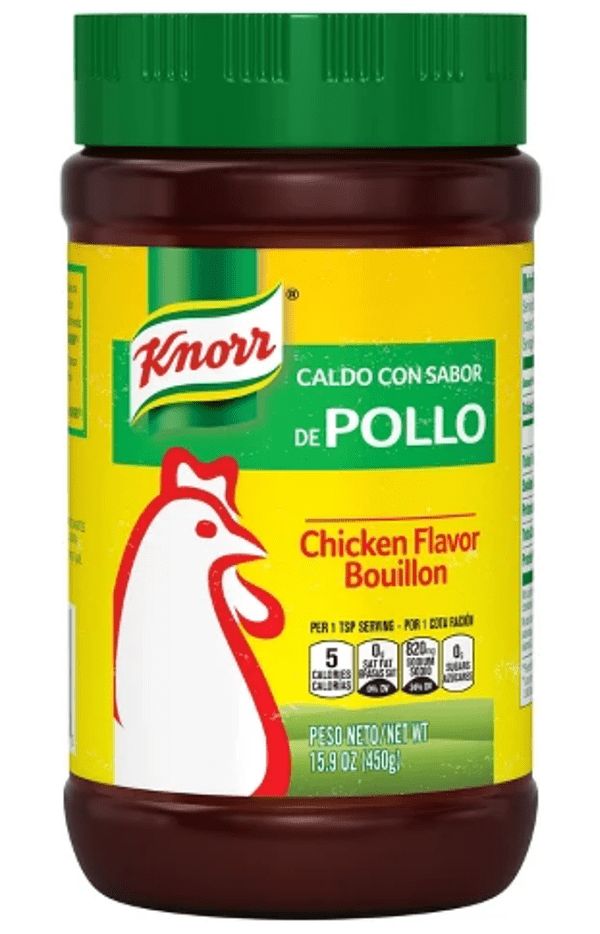 Knorr
®
CALDO CON SABOR
DE POLLO
Chicken Flavor
Bouillon
PER 1 TSP SERVING - POR 1 CDTA RACIÓN
5
CALORIES
CALORÍAS
0g
SAT FAT
GRASAS SAT
0% DV
820mg
SODIUM
SODIO
36% DV
0g
SUGARS
AZÚCARES
PESO NETO/NET WT
15.9 OZ (450g)